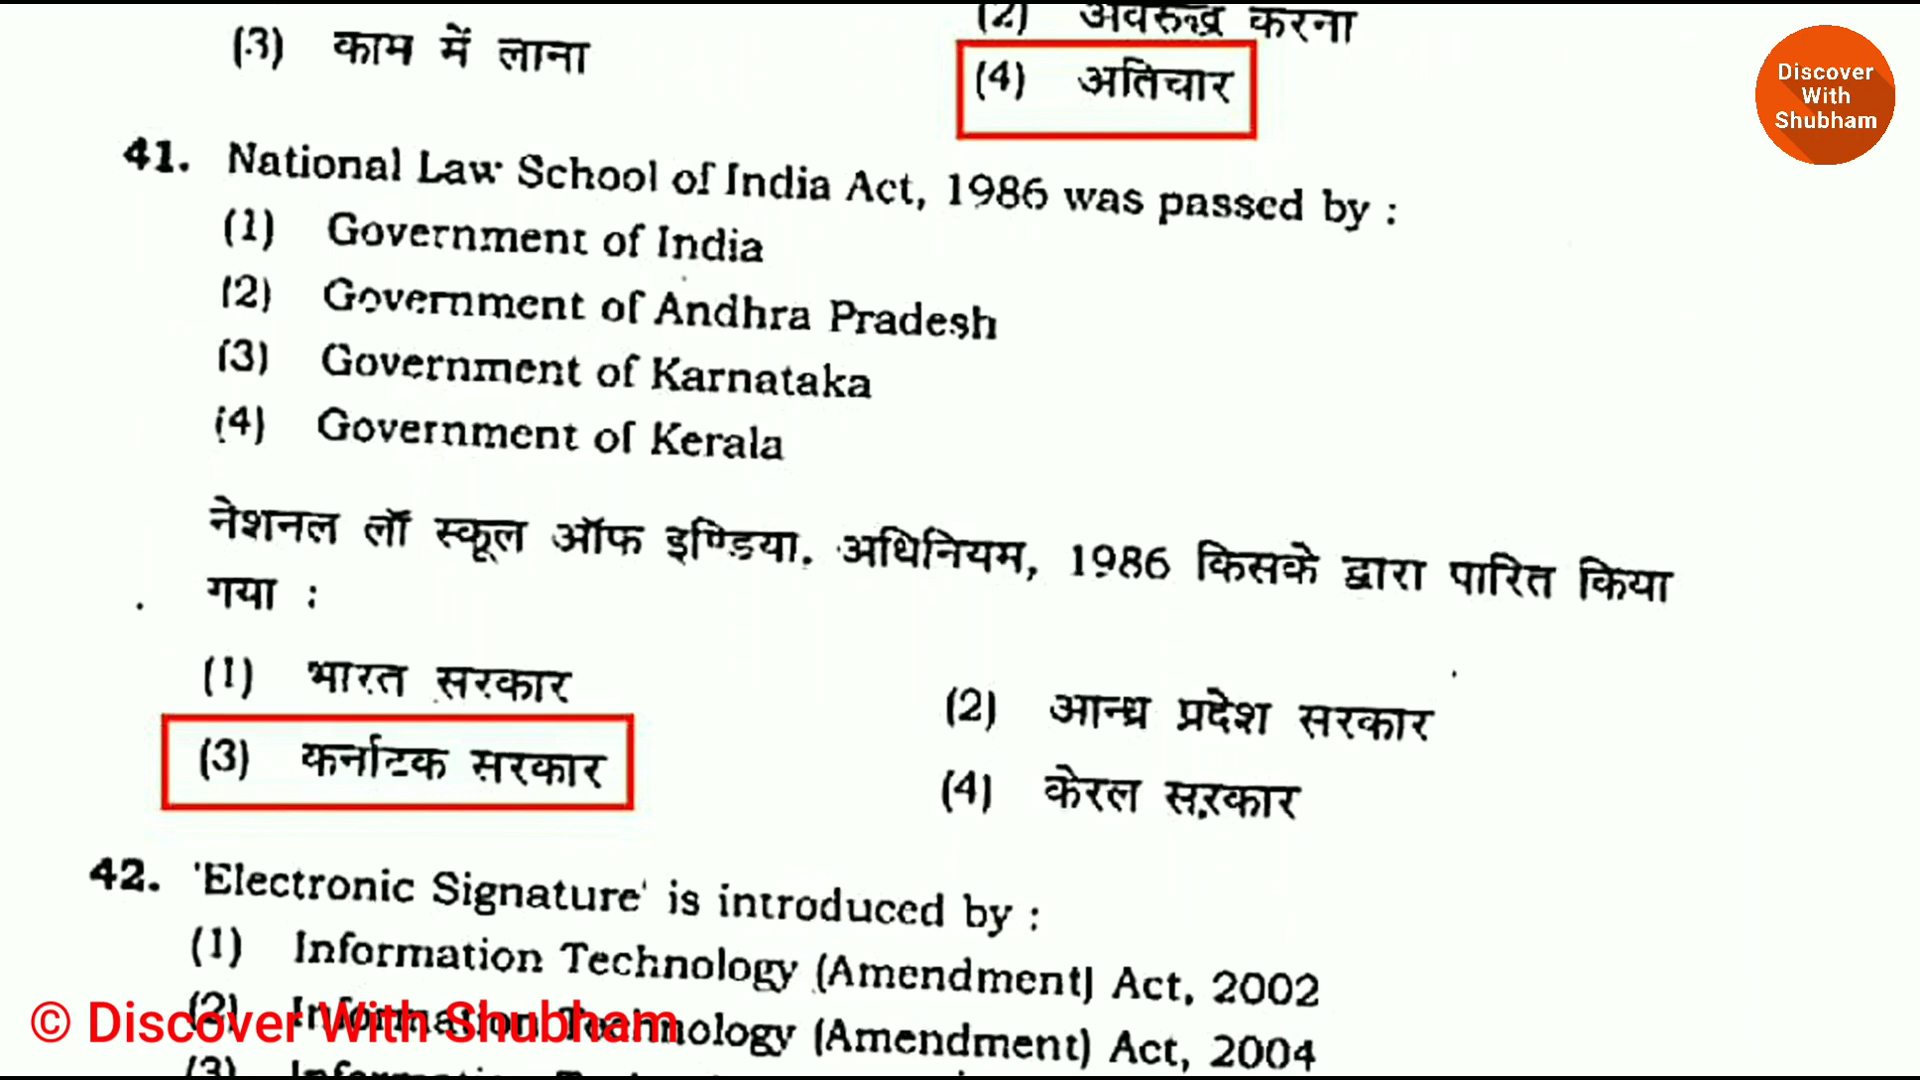 (2) अवरुद्ध करना
(3) काम में लाना
(4) अतिचार
Discover
With
Shubham
41. National Law School of India Act, 1986 was passed by :
(1) Government of India
(2) Government of Andhra Pradesh
(3) Government of Karnataka
(4) Government of Kerala
नेशनल लॉ स्कूल ऑफ इण्डिया. अधिनियम, 1986 किसके द्वारा पारित किया
गया :
(1) भारत सरकार
(2) आन्ध्र प्रदेश सरकार
(3) कर्नाटक सरकार
(4) केरल सरकार
42. 'Electronic Signature' is introduced by :
(1) Information Technology (Amendment) Act, 2002
(2) Information Technology (Amendment) Act, 2004
© Discover With Shubham
(3)